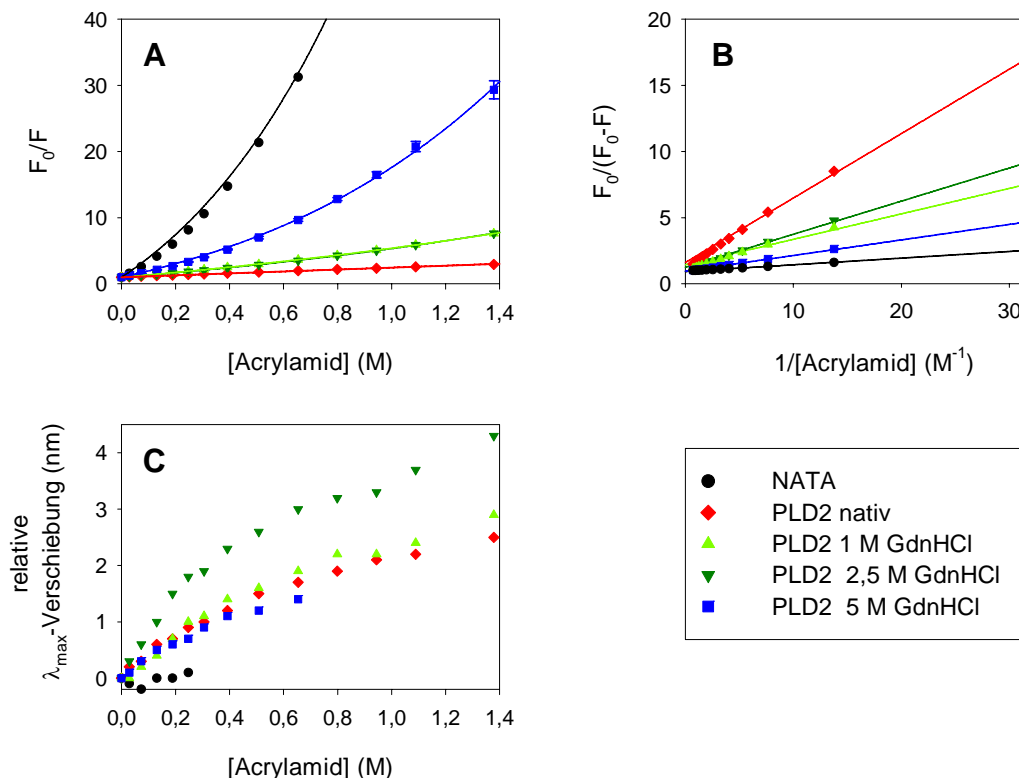 A
F₀/F
40
30
20
10
0
0,0 0,2 0,4 0,6 0,8 1,0 1,2 1,4
[Acrylamid] (M)
B
F₀/(F₀-F)
20
15
10
5
0
0 10 20 30
1/[Acrylamid] (M⁻¹)
C
relative
λmax-Verschiebung (nm)
4
3
2
1
0
0,0 0,2 0,4 0,6 0,8 1,0 1,2 1,4
[Acrylamid] (M)
NATA
PLD2 nativ
PLD2 1 M GdnHCl
PLD2 2,5 M GdnHCl
PLD2 5 M GdnHCl